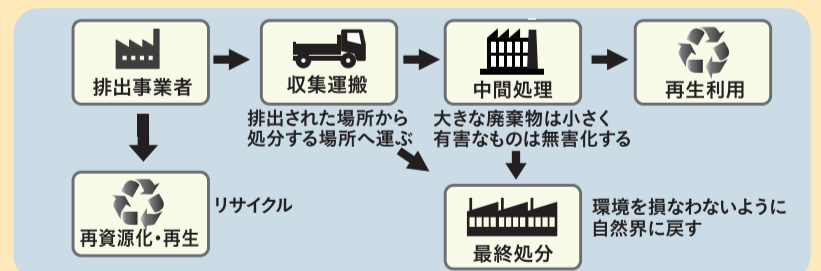 排出事業者
収集運搬
中間処理
再生利用
排出された場所から
処分する場所へ運ぶ
大きな廃棄物は小さく
有害なものは無害化する
再資源化・再生
リサイクル
最終処分
環境を損なわないように
自然界に戻す